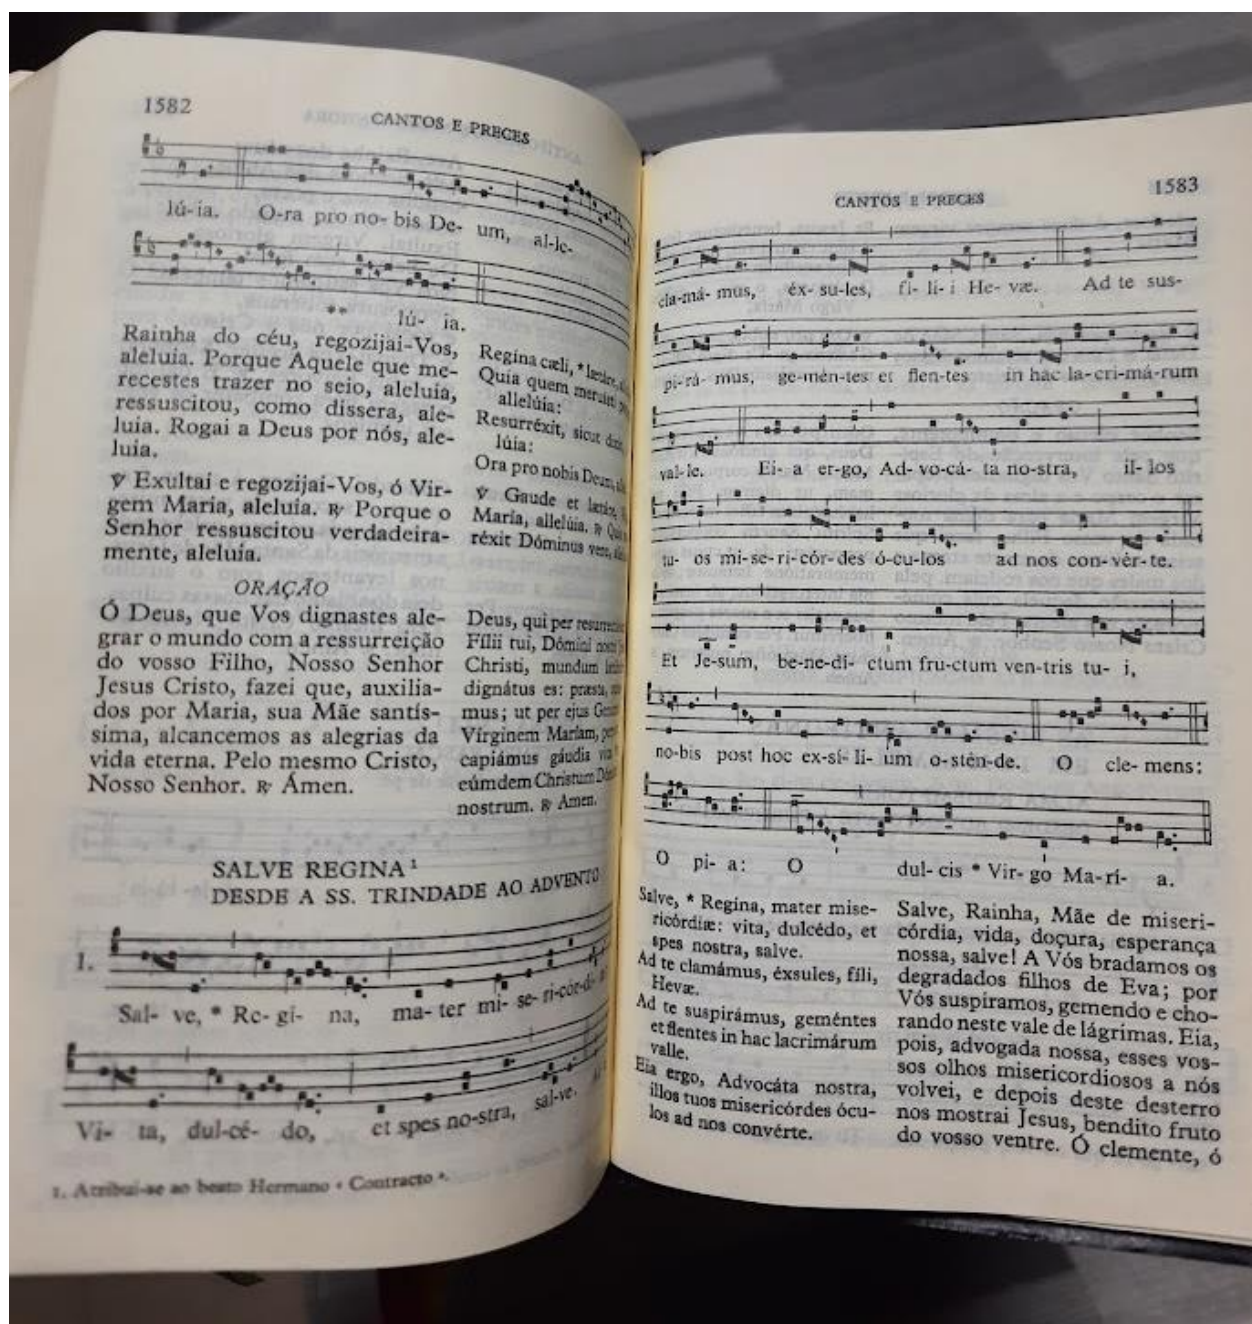 1582
CANTOS E PRECES
lú-ia. O-ra pro no-bis De- um, al-le-
** lú- ia.
Rainha do céu, regozijai-Vos,
aleluia. Porque Aquele que me-
recestes trazer no seio, aleluia,
ressuscitou, como dissera, ale-
luia. Rogai a Deus por nós, ale-
luia.
℣ Exultai e regozijai-Vos, ó Vir-
gem Maria, aleluia. ℟ Porque o
Senhor ressuscitou verdadeira-
mente, aleluia.
Regína cæli, * lætáre,
Quia quem meruísti
allelúia:
Resurréxit, sicut
lúia:
Ora pro nobis Deum,
℣ Gaude et lætáre,
María, allelúia. ℟
réxit Dóminus vere,
ORAÇÃO
Ó Deus, que Vos dignastes ale-
grar o mundo com a ressurreição
do vosso Filho, Nosso Senhor
Jesus Cristo, fazei que, auxilia-
dos por Maria, sua Mãe santís-
sima, alcancemos as alegrias da
vida eterna. Pelo mesmo Cristo,
Nosso Senhor. ℟ Ámen.
Deus, qui per
Fílii tui, Dómini
Christi, mundum
dignátus es: præsta,
mus; ut per ejus
Vírginem Maríam,
capiámus gáudia
eúmdem Christum
nostrum. ℟ Amen.
SALVE REGINA¹
DESDE A SS. TRINDADE AO ADVENTO
1.
Sal- ve, * Re- gí- na, ma- ter mi- se- ri-cór-di-
Vi- ta, dul-cé- do, et spes no-stra, sal-ve.
1. Atribui-se ao beato Hermano « Contracto ».
1583
CANTOS E PRECES
cla-má- mus, éx- su-les, fí- li- i He- væ. Ad te sus-
pi-rá- mus, ge-mén-tes et flen-tes in hac la-cri-má-rum
val-le. Ei- a er-go, Ad-vo-cá- ta no-stra, il- los
tu- os mi-se-ri-cór-des ó-cu-los ad nos con-vér-te.
Et Je-sum, be-ne-dí- ctum fru-ctum ven-tris tu- i,
no-bis post hoc ex-sí- li- um o-stén-de. O cle-mens:
O pi- a: O dul-cis * Vir-go Ma-rí- a.
Salve, * Regina, mater mise-
ricórdiæ: vita, dulcédo, et
spes nostra, salve.
Ad te clamámus, éxsules, fíli,
Hevæ.
Ad te suspirámus, geméntes
et flentes in hac lacrimárum
valle.
Eia ergo, Advocáta nostra,
illos tuos misericórdes ócu-
los ad nos convérte.
Salve, Rainha, Mãe de miseri-
córdia, vida, doçura, esperança
nossa, salve! A Vós bradamos os
degradados filhos de Eva; por
Vós suspiramos, gemendo e cho-
rando neste vale de lágrimas. Eia,
pois, advogada nossa, esses vos-
sos olhos misericordiosos a nós
volvei, e depois deste desterro
nos mostrai Jesus, bendito fruto
do vosso ventre. Ó clemente, ó